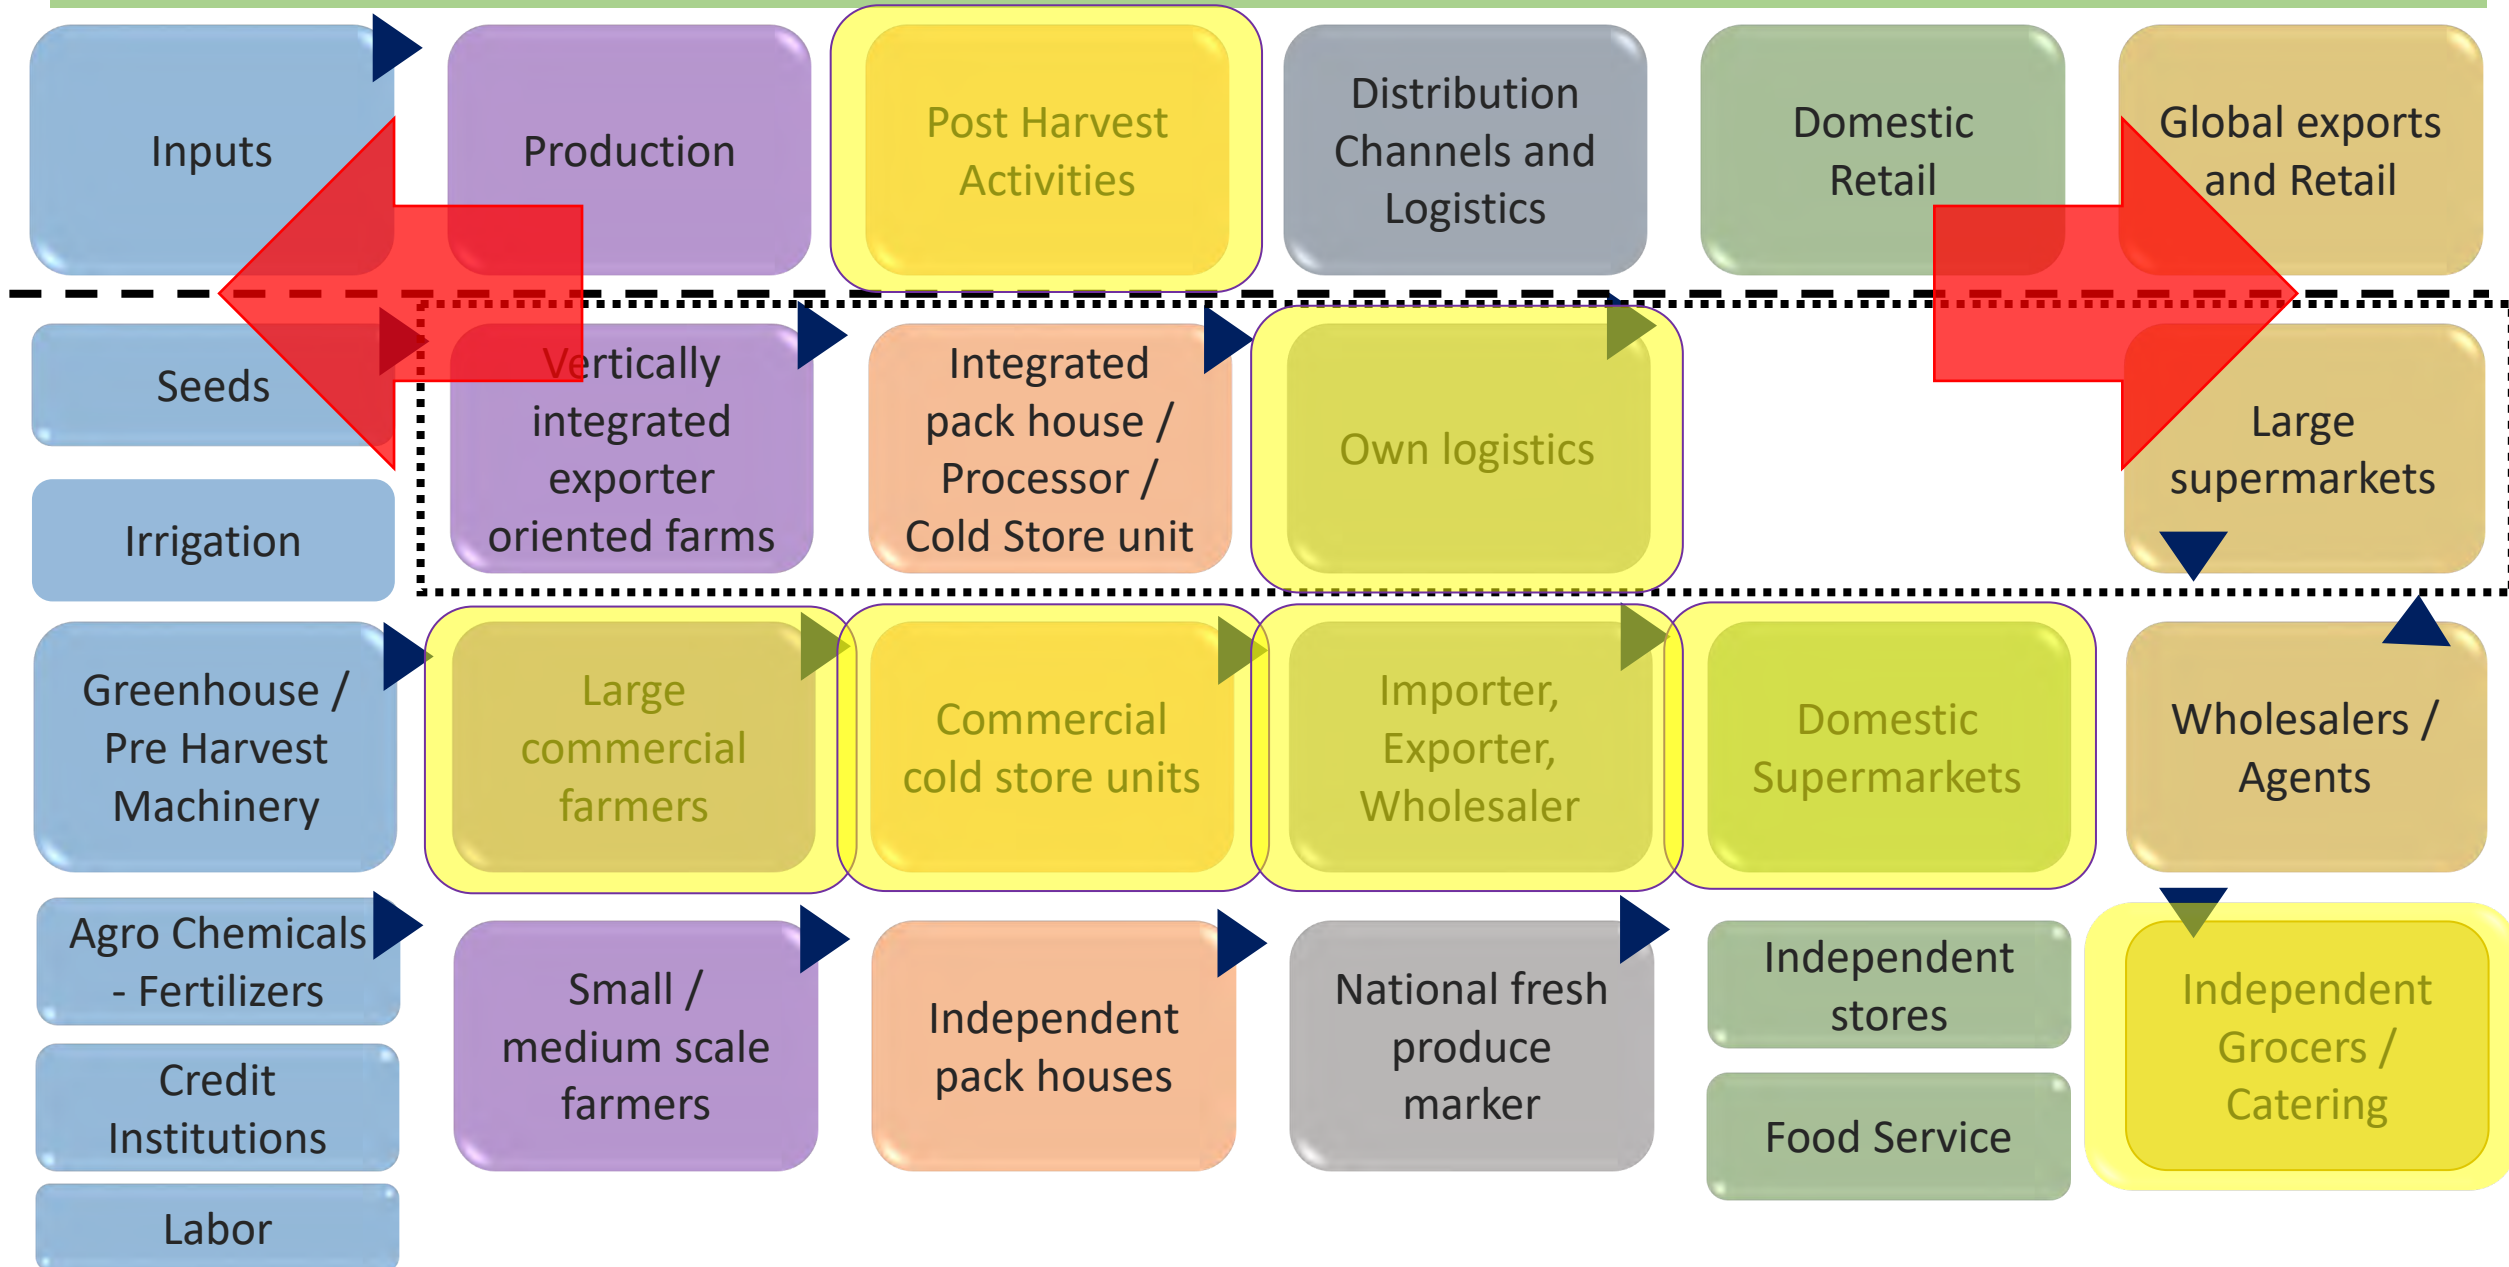 Inputs
Production
Post Harvest
Activities
Distribution
Channels and
Logistics
Domestic
Retail
Global exports
and Retail
Seeds
Irrigation
Vertically
integrated
exporter
oriented farms
Integrated
pack house /
Processor /
Cold Store unit
Own logistics
Large
supermarkets
Greenhouse /
Pre Harvest
Machinery
Large
commercial
farmers
Commercial
cold store units
Importer,
Exporter,
Wholesaler
Domestic
Supermarkets
Wholesalers /
Agents
Agro Chemicals
- Fertilizers
Credit
Institutions
Labor
Small /
medium scale
farmers
Independent
pack houses
National fresh
produce
marker
Independent
stores
Food Service
Independent
Grocers /
Catering